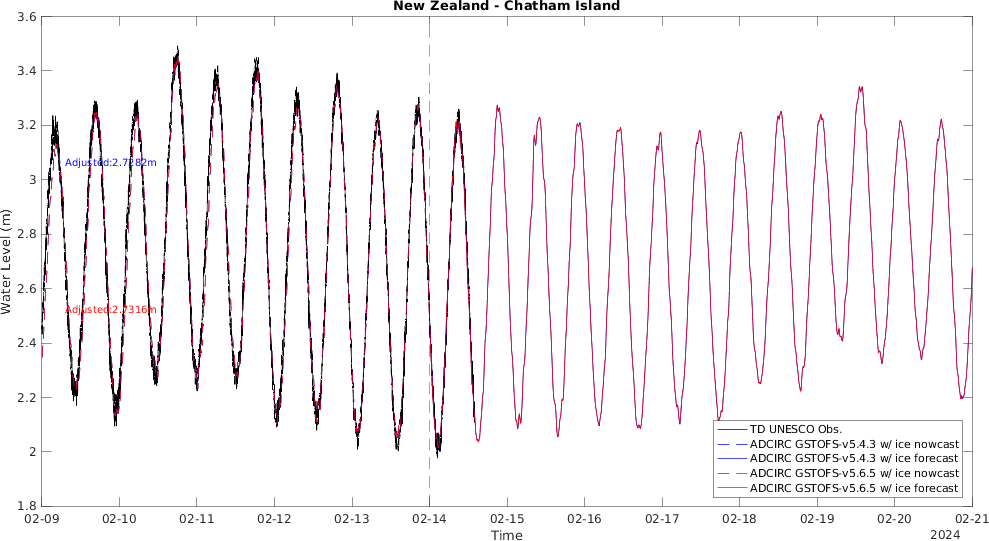 New Zealand - Chatham Island
Water Level (m)
3.6
3.4
3.2
3
2.8
2.6
2.4
2.2
2
1.8
Adjusted:2.7282m
Adjusted:2.7316m
TD UNESCO Obs.
ADCIRC GSTOFS-v5.4.3 w/ ice nowcast
ADCIRC GSTOFS-v5.4.3 w/ ice forecast
ADCIRC GSTOFS-v5.6.5 w/ ice nowcast
ADCIRC GSTOFS-v5.6.5 w/ ice forecast
02-09 02-10 02-11 02-12 02-13 02-14 02-15 02-16 02-17 02-18 02-19 02-20 02-21
Time
2024